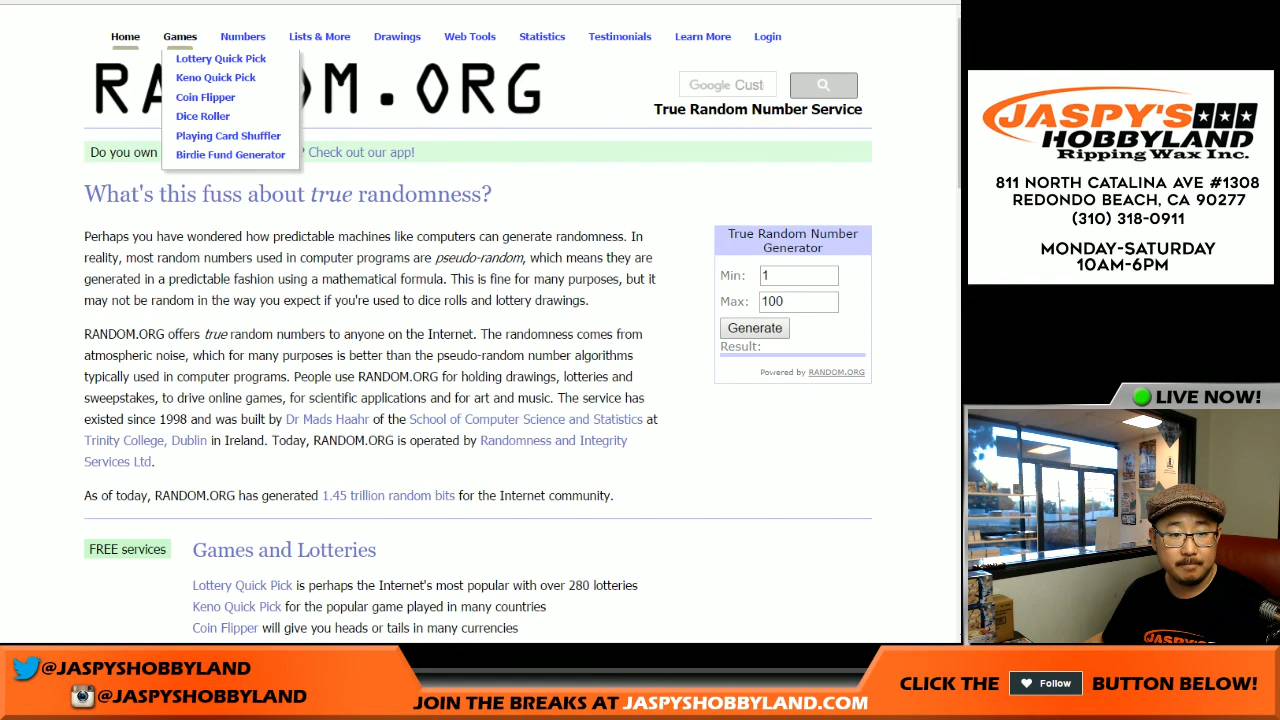 Home Games Numbers Lists & More Drawings Web Tools Statistics Testimonials Learn More Login
Lottery Quick Pick
Keno Quick Pick
Coin Flipper
Dice Roller
Playing Card Shuffler
Birdie Fund Generator
RA DOM.ORG
Google Cust
True Random Number Service
Do you own ? Check out our app!
What's this fuss about true randomness?
Perhaps you have wondered how predictable machines like computers can generate randomness. In
reality, most random numbers used in computer programs are pseudo-random, which means they are
generated in a predictable fashion using a mathematical formula. This is fine for many purposes, but it
may not be random in the way you expect if you're used to dice rolls and lottery drawings.
RANDOM.ORG offers true random numbers to anyone on the Internet. The randomness comes from
atmospheric noise, which for many purposes is better than the pseudo-random number algorithms
typically used in computer programs. People use RANDOM.ORG for holding drawings, lotteries and
sweepstakes, to drive online games, for scientific applications and for art and music. The service has
existed since 1998 and was built by Dr Mads Haahr of the School of Computer Science and Statistics at
Trinity College, Dublin in Ireland. Today, RANDOM.ORG is operated by Randomness and Integrity
Services Ltd.
As of today, RANDOM.ORG has generated 1.45 trillion random bits for the Internet community.
True Random Number
Generator
Min: 1
Max: 100
Generate
Result:
Powered by RANDOM.ORG
FREE services
Games and Lotteries
Lottery Quick Pick is perhaps the Internet's most popular with over 280 lotteries
Keno Quick Pick for the popular game played in many countries
Coin Flipper will give you heads or tails in many currencies
JASPY'S
HOBBYLAND
Ripping Wax Inc.
811 NORTH CATALINA AVE #1308
REDONDO BEACH, CA 90277
(310) 318-0911
MONDAY-SATURDAY
10AM-6PM
LIVE NOW!
JASPY'S
@JASPYSHOBBYLAND
@JASPYSHOBBYLAND
JOIN THE BREAKS AT JASPYSHOBBYLAND.COM
CLICK THE Follow BUTTON BELOW!